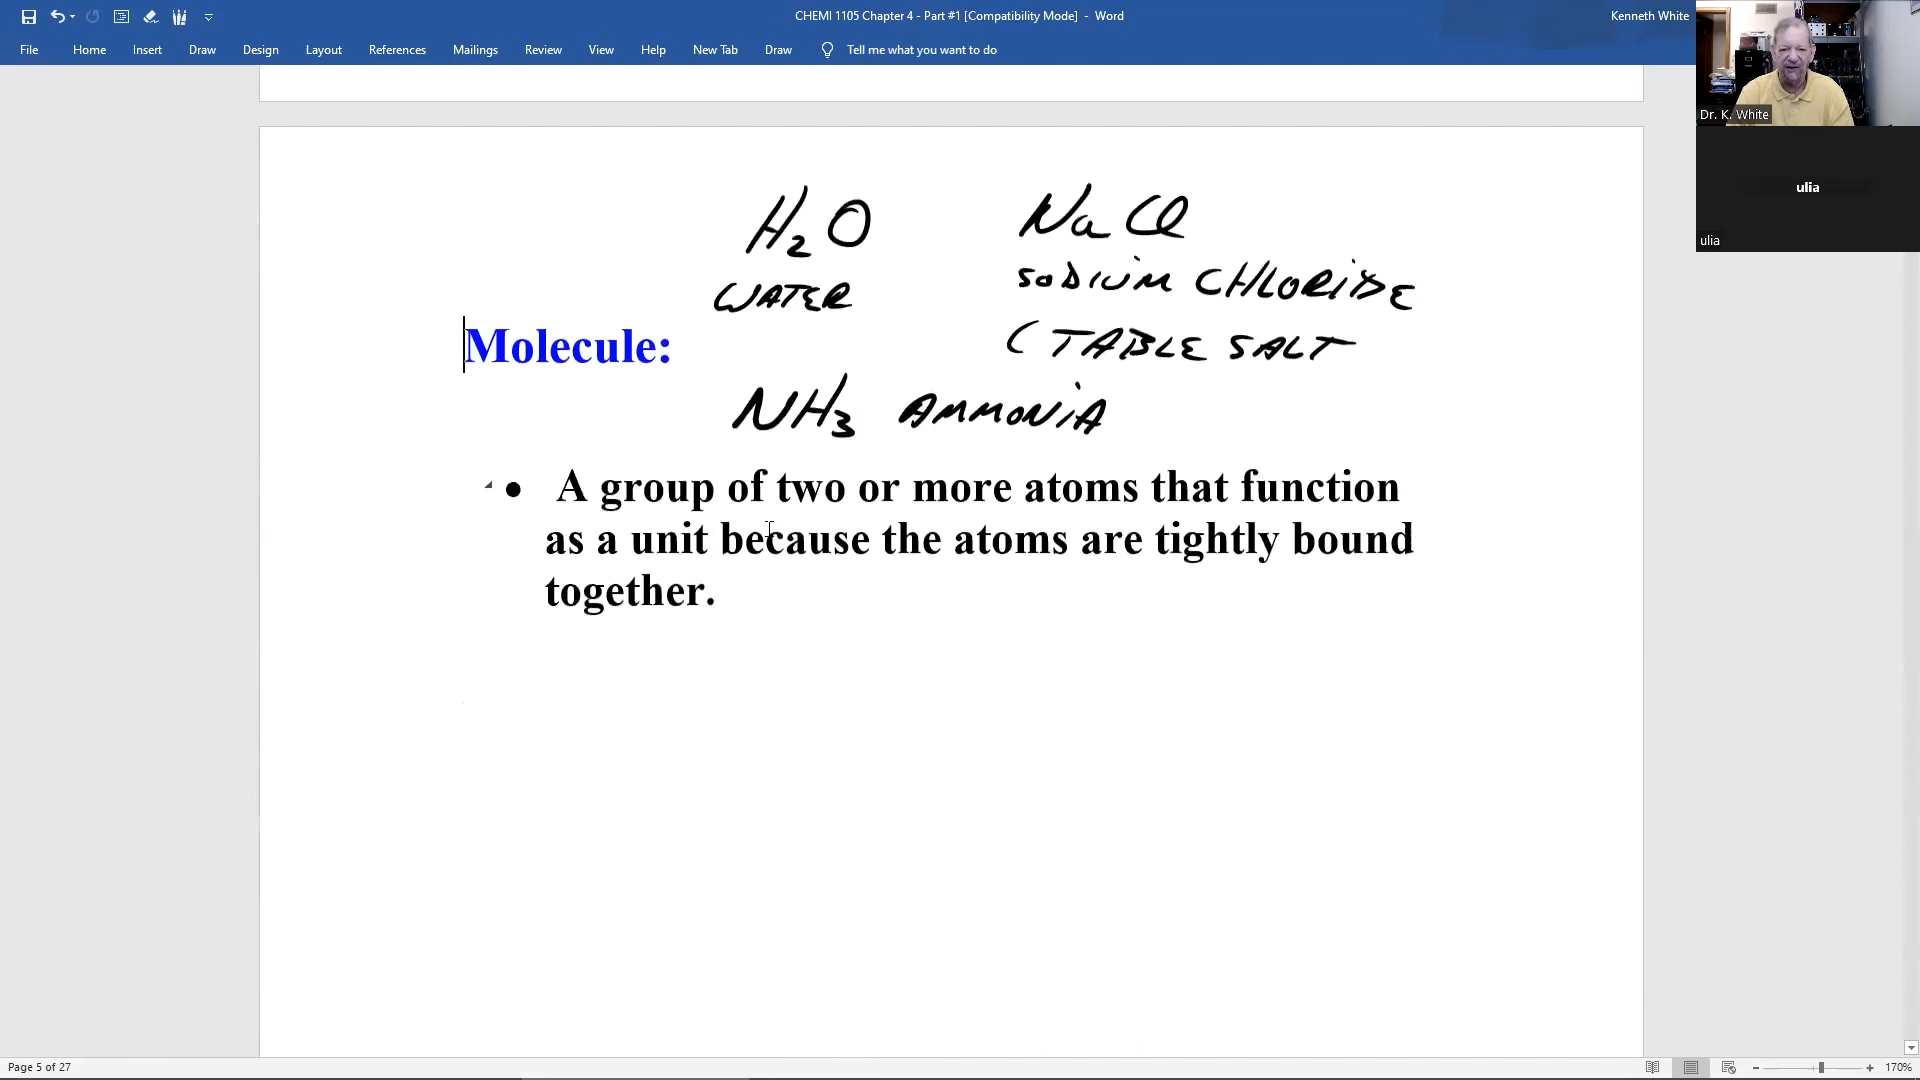 CHEMI 1105 Chapter 4 - Part #1 [Compatibility Mode] - Word
Kenneth White
File Home Insert Draw Design Layout References Mailings Review View Help New Tab Draw Tell me what you want to do
Dr. K. White
ulia
ulia
H2O NaCl
WATER SODIUM CHLORIDE
Molecule: (TABLE SALT
NH3 AMMONIA
• A group of two or more atoms that function
as a unit because the atoms are tightly bound
together.
Page 5 of 27
170%